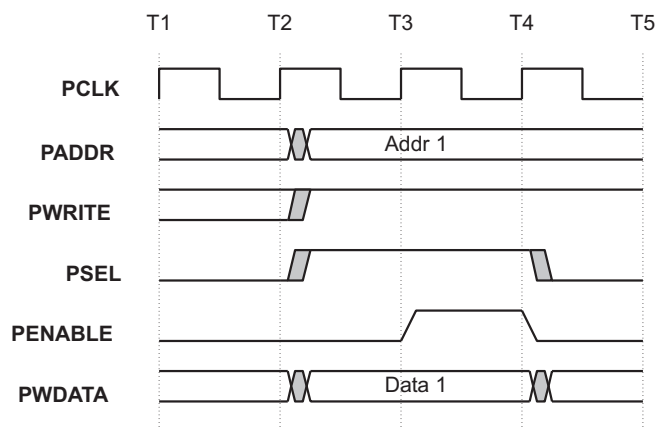 T1 T2 T3 T4 T5
PCLK
PADDR Addr 1
PWRITE
PSEL
PENABLE
PWDATA Data 1